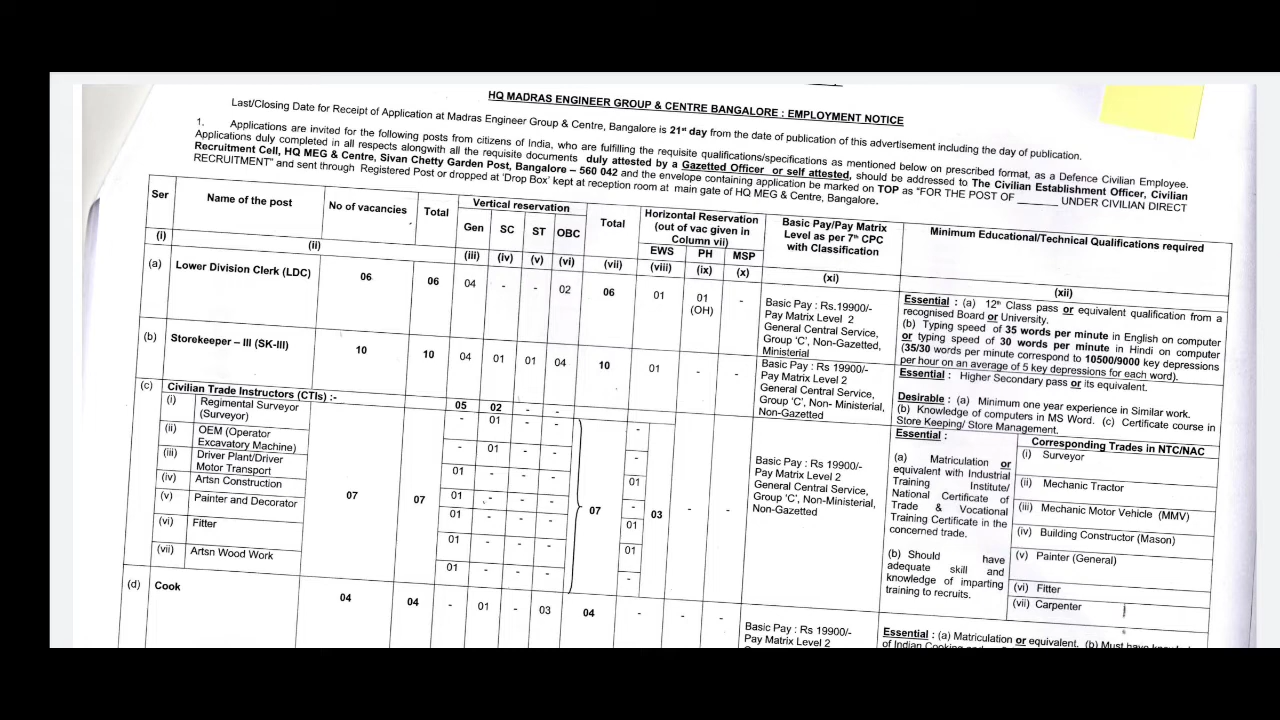 HQ MADRAS ENGINEER GROUP & CENTRE BANGALORE : EMPLOYMENT NOTICE
Last/Closing Date for Receipt of Application at Madras Engineer Group & Centre, Bangalore is 21st day from the date of publication of this advertisement including the day of publication.
1. Applications are invited for the following posts from citizens of India, who are fulfilling the requisite qualifications/specifications as mentioned below on prescribed format, as a Defence Civilian Employee.
Applications duly completed in all respects alongwith all the requisite documents duly attested by a Gazetted Officer or self attested, should be addressed to The Civilian Establishment Officer, Civilian
Recruitment Cell, HQ MEG & Centre, Sivan Chetty Garden Post, Bangalore – 560 042 and the envelope containing application be marked on TOP as "FOR THE POST OF _______ UNDER CIVILIAN DIRECT
RECRUITMENT" and sent through Registered Post or dropped at 'Drop Box' kept at reception room at main gate of HQ MEG & Centre, Bangalore.
Ser Name of the post No of vacancies Total Vertical reservation Total Horizontal Reservation (out of vac given in Column vii) Basic Pay/Pay Matrix Level as per 7th CPC with Classification Minimum Educational/Technical Qualifications required
Gen SC ST OBC EWS PH MSP
(i) (ii) (iii) (iv) (v) (vi) (vii) (viii) (ix) (x) (xi) (xii)
(a) Lower Division Clerk (LDC) 06 06 04 - - 02 06 01 01 (OH) -
Basic Pay : Rs.19900/-
Pay Matrix Level 2
General Central Service,
Group 'C', Non-Gazetted,
Ministerial
Essential : (a) 12th Class pass or equivalent qualification from a
recognised Board or University.
(b) Typing speed of 35 words per minute in English on computer
or typing speed of 30 words per minute in Hindi on computer
(35/30 words per minute correspond to 10500/9000 key depressions
per hour on an average of 5 key depressions for each word).
(b) Storekeeper – III (SK-III) 10 10 04 01 01 04 10 01 - -
Basic Pay : Rs 19900/-
Pay Matrix Level 2
General Central Service,
Group 'C', Non- Ministerial,
Non-Gazetted
Essential : Higher Secondary pass or its equivalent.
Desirable : (a) Minimum one year experience in Similar work.
(b) Knowledge of computers in MS Word. (c) Certificate course in
Store Keeping/ Store Management.
(c) Civilian Trade Instructors (CTIs) :- 05 02 - -
(i) Regimental Surveyor (Surveyor) - 01 - - -
(ii) OEM (Operator Excavatory Machine) - 01 - - -
(iii) Driver Plant/Driver Motor Transport 01 - - - 01
(iv) Artsn Construction 01 - - - -
(v) Painter and Decorator 01 - - - 01
(vi) Fitter 01 - - - 01
(vii) Artsn Wood Work 01 - - - -
07 07 07 03 - -
Basic Pay : Rs 19900/-
Pay Matrix Level 2
General Central Service,
Group 'C', Non-Ministerial,
Non-Gazetted
Essential :
(a) Matriculation or
equivalent with Industrial
Training Institute/
National Certificate of
Trade & Vocational
Training Certificate in the
concerned trade.
(b) Should have
adequate skill and
knowledge of imparting
training to recruits.
Corresponding Trades in NTC/NAC
(i) Surveyor
(ii) Mechanic Tractor
(iii) Mechanic Motor Vehicle (MMV)
(iv) Building Constructor (Mason)
(v) Painter (General)
(vi) Fitter
(vii) Carpenter
(d) Cook 04 04 - 01 - 03 04 - - -
Basic Pay : Rs 19900/-
Pay Matrix Level 2
Essential : (a) Matriculation or equivalent. (b) Must have
of Indian Cooking